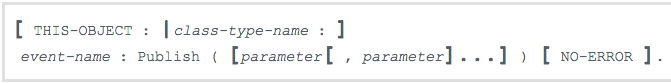 [ THIS-OBJECT : |class-type-name : ]
event-name : Publish ( [parameter[ , parameter]...] ) [ NO-ERROR ].